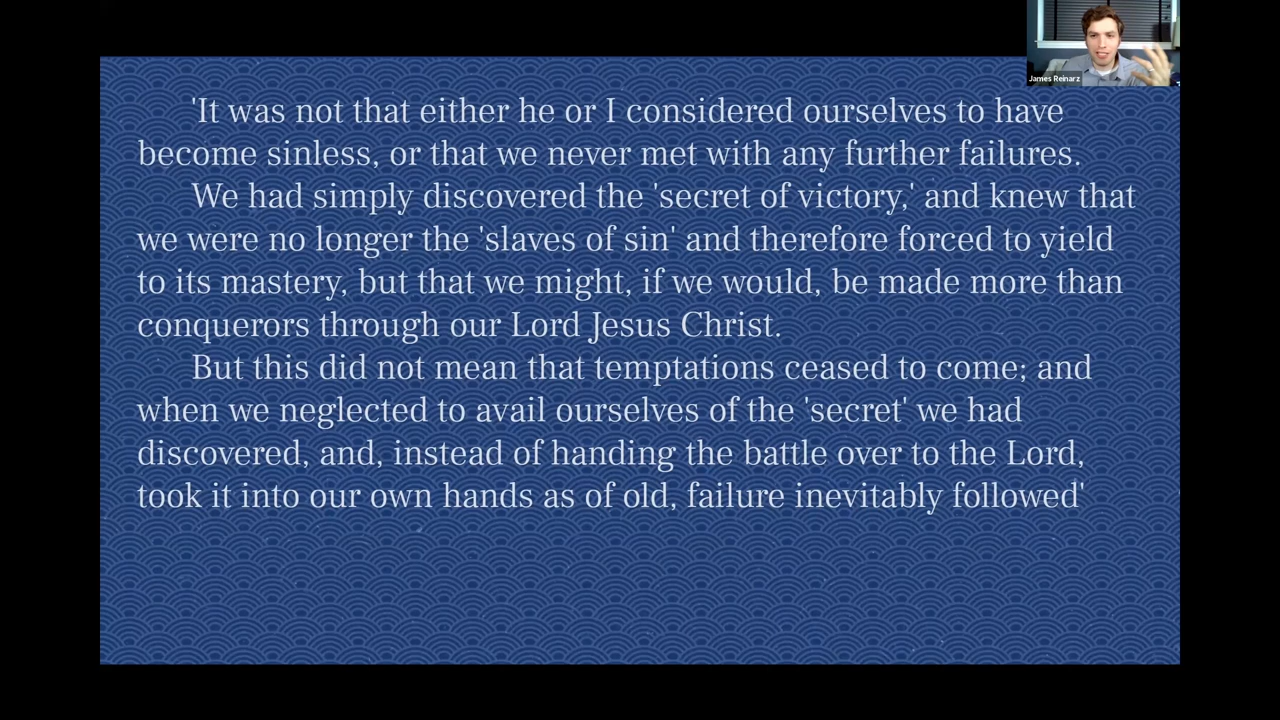 James Reinarz
'It was not that either he or I considered ourselves to have
become sinless, or that we never met with any further failures.
We had simply discovered the 'secret of victory,' and knew that
we were no longer the 'slaves of sin' and therefore forced to yield
to its mastery, but that we might, if we would, be made more than
conquerors through our Lord Jesus Christ.
But this did not mean that temptations ceased to come; and
when we neglected to avail ourselves of the 'secret' we had
discovered, and, instead of handing the battle over to the Lord,
took it into our own hands as of old, failure inevitably followed'